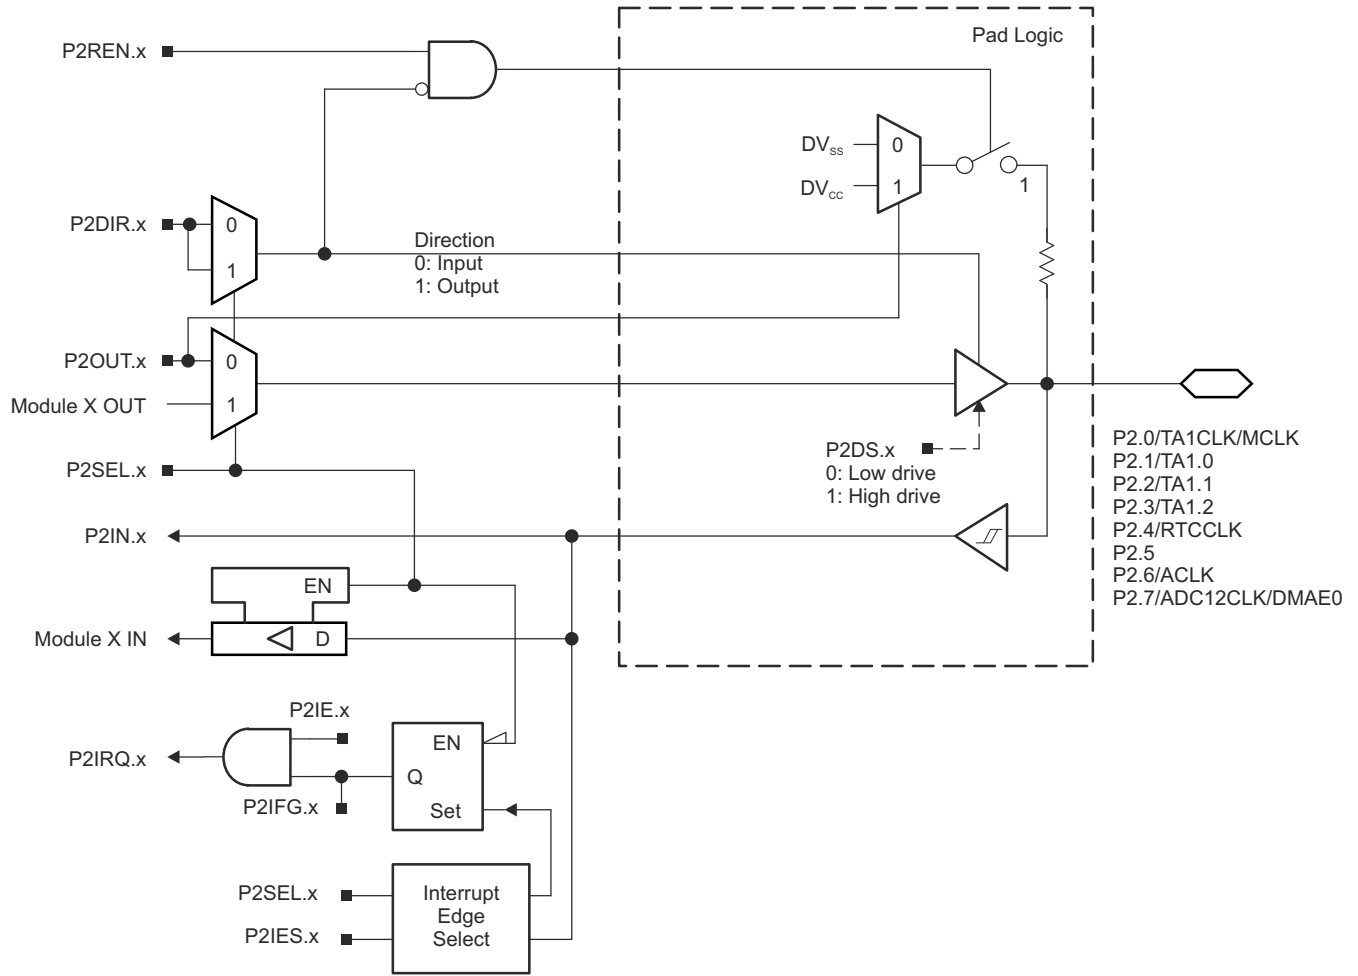 Pad Logic
P2REN.x
DVSS
0
DVCC
1
1
P2DIR.x
0
1
Direction
0: Input
1: Output
P2OUT.x
0
Module X OUT
1
P2SEL.x
P2DS.x
0: Low drive
1: High drive
P2.0/TA1CLK/MCLK
P2.1/TA1.0
P2.2/TA1.1
P2.3/TA1.2
P2.4/RTCCLK
P2.5
P2.6/ACLK
P2.7/ADC12CLK/DMAE0
P2IN.x
EN
Module X IN
D
P2IE.x
P2IRQ.x
EN
Q
P2IFG.x
Set
P2SEL.x
P2IES.x
Interrupt
Edge
Select